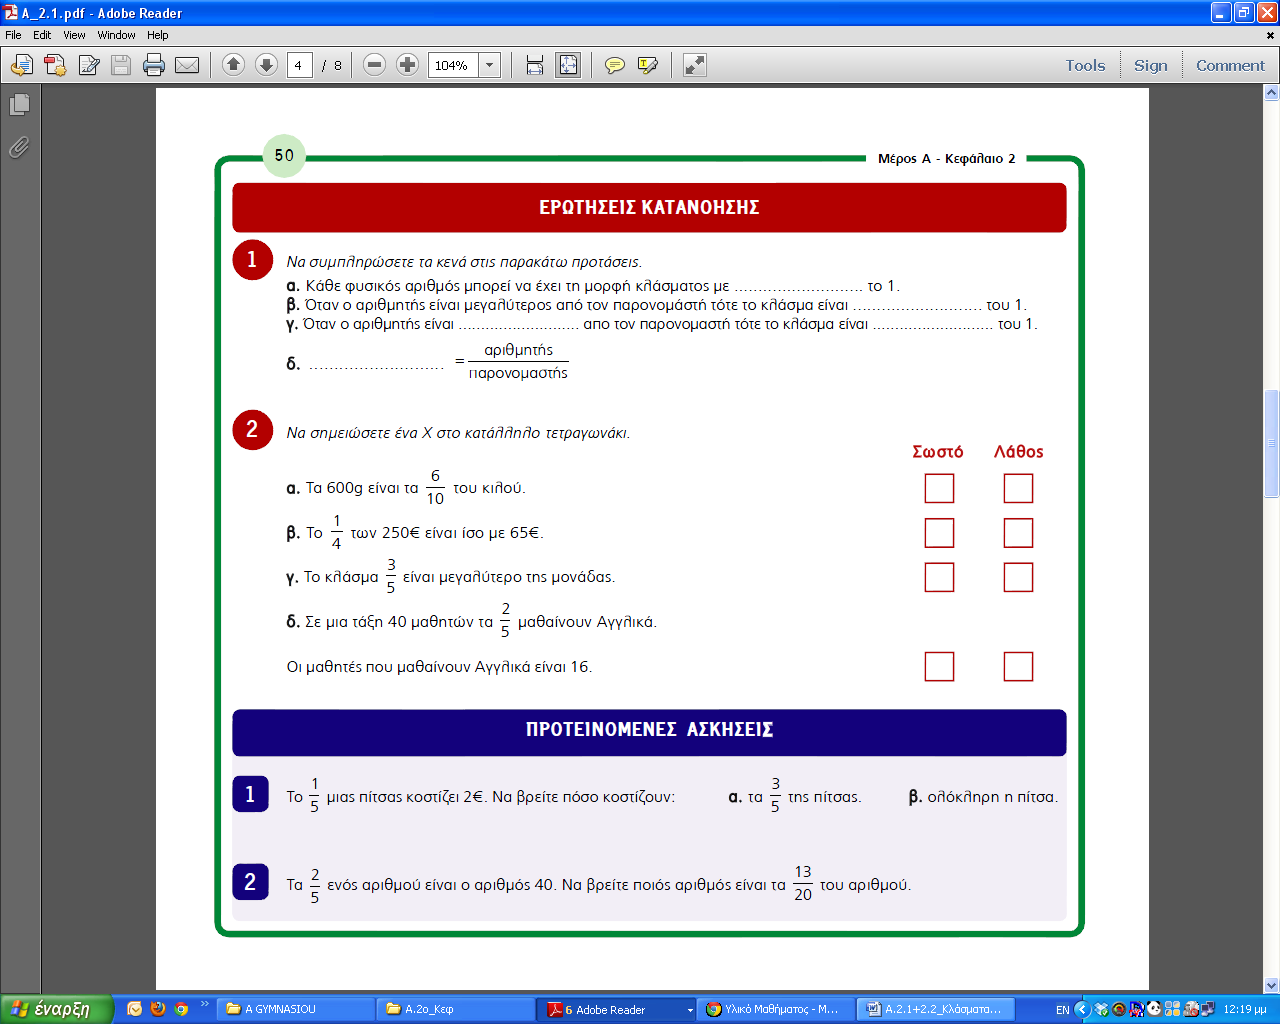 A_2.1.pdf - Adobe Reader
File Edit View Window Help
4 / 8 104% Tools Sign Comment
50
Μέρος Α - Κεφάλαιο 2
ΕΡΩΤΗΣΕΙΣ ΚΑΤΑΝΟΗΣΗΣ
1 Να συμπληρώσετε τα κενά στις παρακάτω προτάσεις.
α. Κάθε φυσικός αριθμός μπορεί να έχει τη μορφή κλάσματος με ........................... το 1.
β. Όταν ο αριθμητής είναι μεγαλύτερος από τον παρονομάστή τότε το κλάσμα είναι ........................... του 1.
γ. Όταν ο αριθμητής είναι ........................... απο τον παρονομαστή τότε το κλάσμα είναι ........................... του 1.
δ. ........................... = αριθμητής / παρονομαστής
2 Να σημειώσετε ένα Χ στο κατάλληλο τετραγωνάκι.
Σωστό Λάθος
α. Τα 600g είναι τα 6/10 του κιλού.
β. Το 1/4 των 250€ είναι ίσο με 65€.
γ. Το κλάσμα 3/5 είναι μεγαλύτερο της μονάδας.
δ. Σε μια τάξη 40 μαθητών τα 2/5 μαθαίνουν Αγγλικά.
Οι μαθητές που μαθαίνουν Αγγλικά είναι 16.
ΠΡΟΤΕΙΝΟΜΕΝΕΣ ΑΣΚΗΣΕΙΣ
1 Το 1/5 μιας πίτσας κοστίζει 2€. Να βρείτε πόσο κοστίζουν: α. τα 3/5 της πίτσας. β. ολόκληρη η πίτσα.
2 Τα 2/5 ενός αριθμού είναι ο αριθμός 40. Να βρείτε ποιός αριθμός είναι τα 13/20 του αριθμού.
έναρξη » A GYMNASIOU Α.2ο_Κεφ 6 Adobe Reader Υλικό Μαθήματος - M... Α.2.1+2.2_Κλάσματα... EN 12:19 μμ